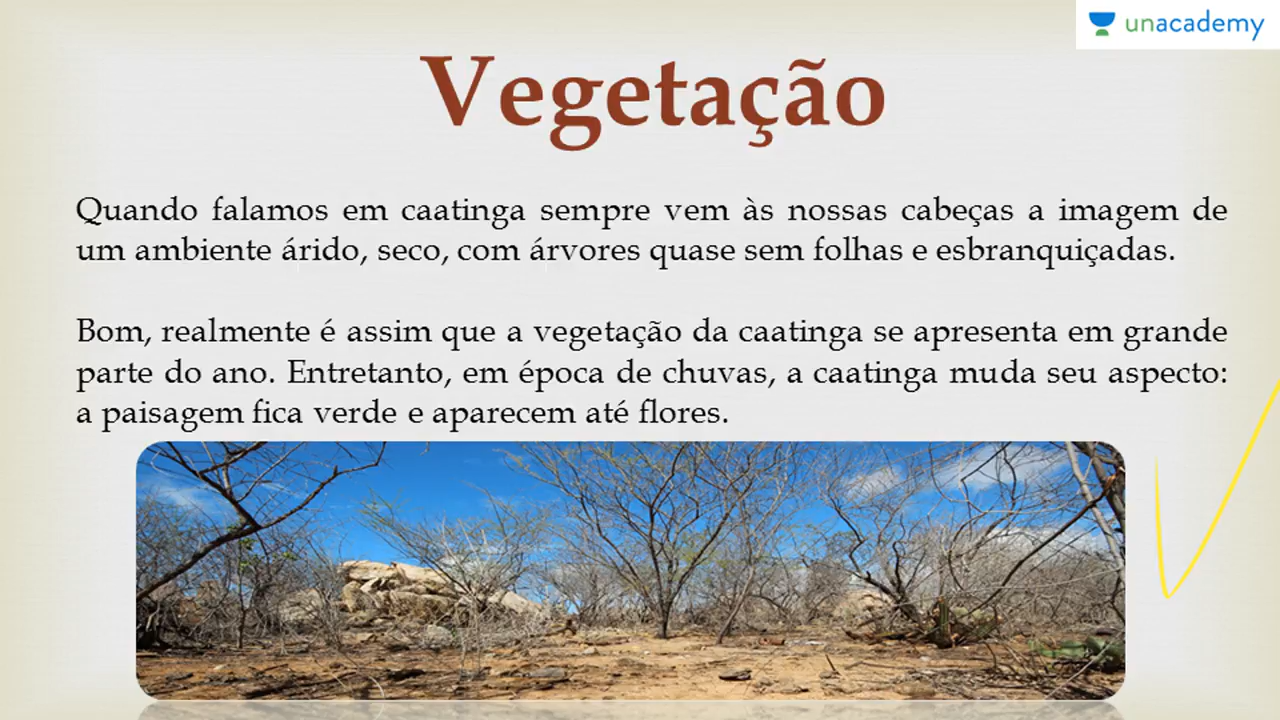 unacademy
Vegetação
Quando falamos em caatinga sempre vem às nossas cabeças a imagem de
um ambiente árido, seco, com árvores quase sem folhas e esbranquiçadas.
Bom, realmente é assim que a vegetação da caatinga se apresenta em grande
parte do ano. Entretanto, em época de chuvas, a caatinga muda seu aspecto:
a paisagem fica verde e aparecem até flores.